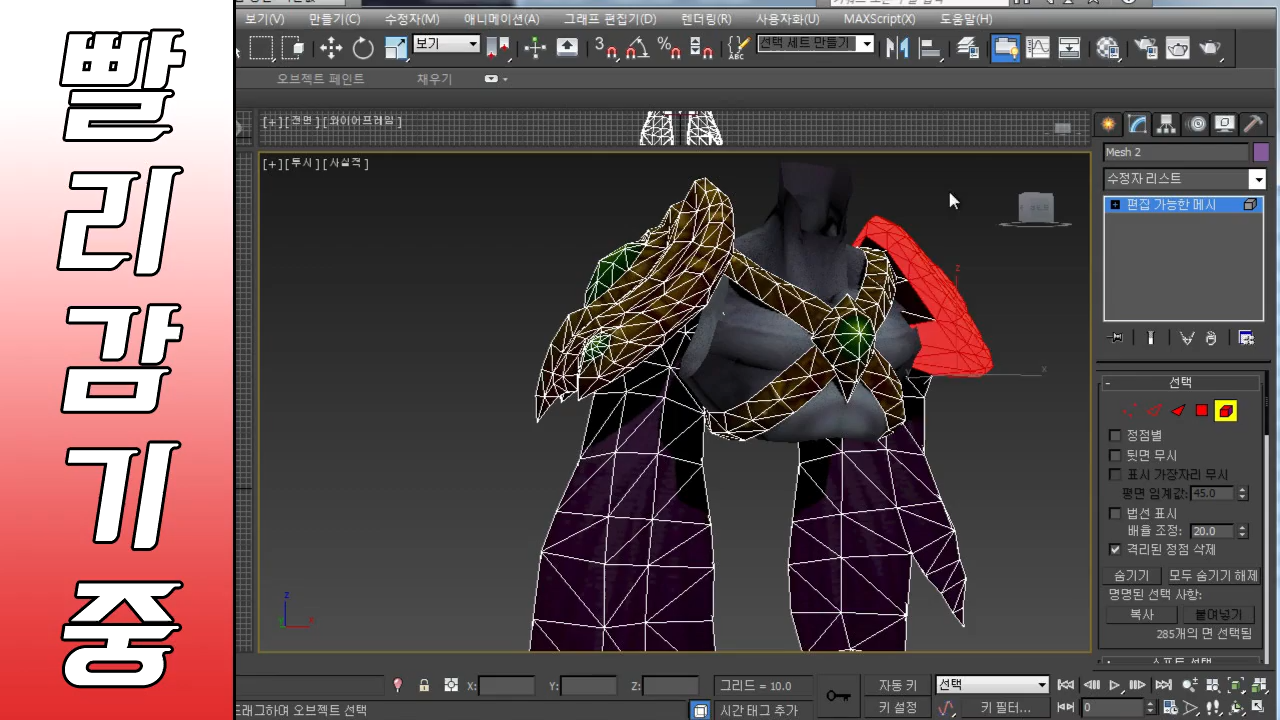 빨
리
감
기
중
보기(V) 만들기(C) 수정자(M) 애니메이션(A) 그래프 편집기(D) 렌더링(R) 사용자화(U) MAXScript(X) 도움말(H)
보기 3 % ABC 선택 세트 만들기
오브젝트 페인트 채우기
[+][전면][와이어프레임]
[+][투시][사실적]
Mesh 2
수정자 리스트
편집 가능한 메시
z
x
선택
정점별
뒷면 무시
표시 가장자리 무시
평면 임계값: 45.0
법선 표시
배율 조정: 20.0
격리된 정점 삭제
숨기기 모두 숨기기 해제
명명된 선택 사항:
복사 붙여넣기
285개의 면 선택됨
z
x
X: Y: Z: 그리드 = 10.0 자동 키 선택
드래그하여 오브젝트 선택 시간 태그 추가 키 설정 키 필터... 0